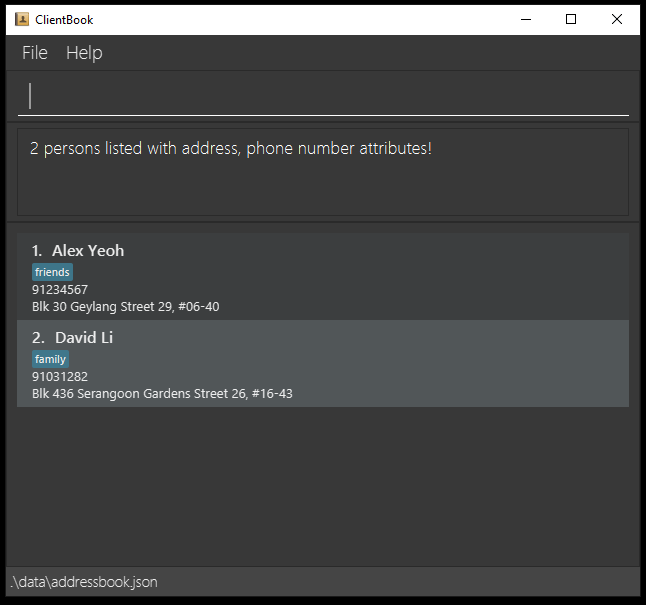 ClientBook
File Help
2 persons listed with address, phone number attributes!
1. Alex Yeoh
friends
91234567
Blk 30 Geylang Street 29, #06-40
2. David Li
family
91031282
Blk 436 Serangoon Gardens Street 26, #16-43
.\data\addressbook.json